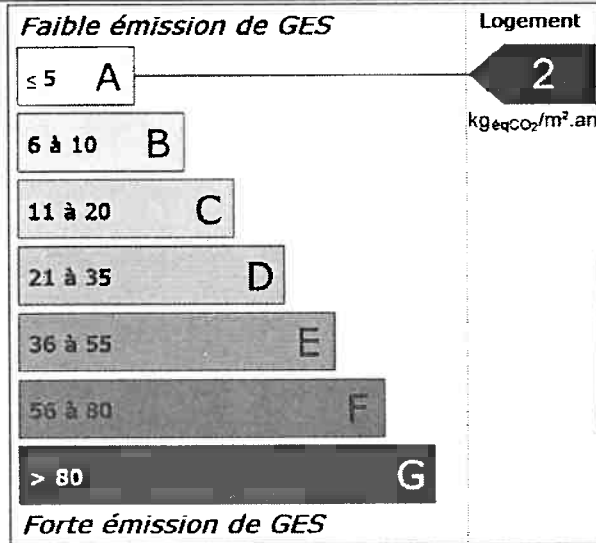 Faible émission de GES
Logement
≤ 5 A
2
kgéqCO₂/m².an
6 à 10 B
11 à 20 C
21 à 35 D
36 à 55 E
56 à 80 F
> 80 G
Forte émission de GES